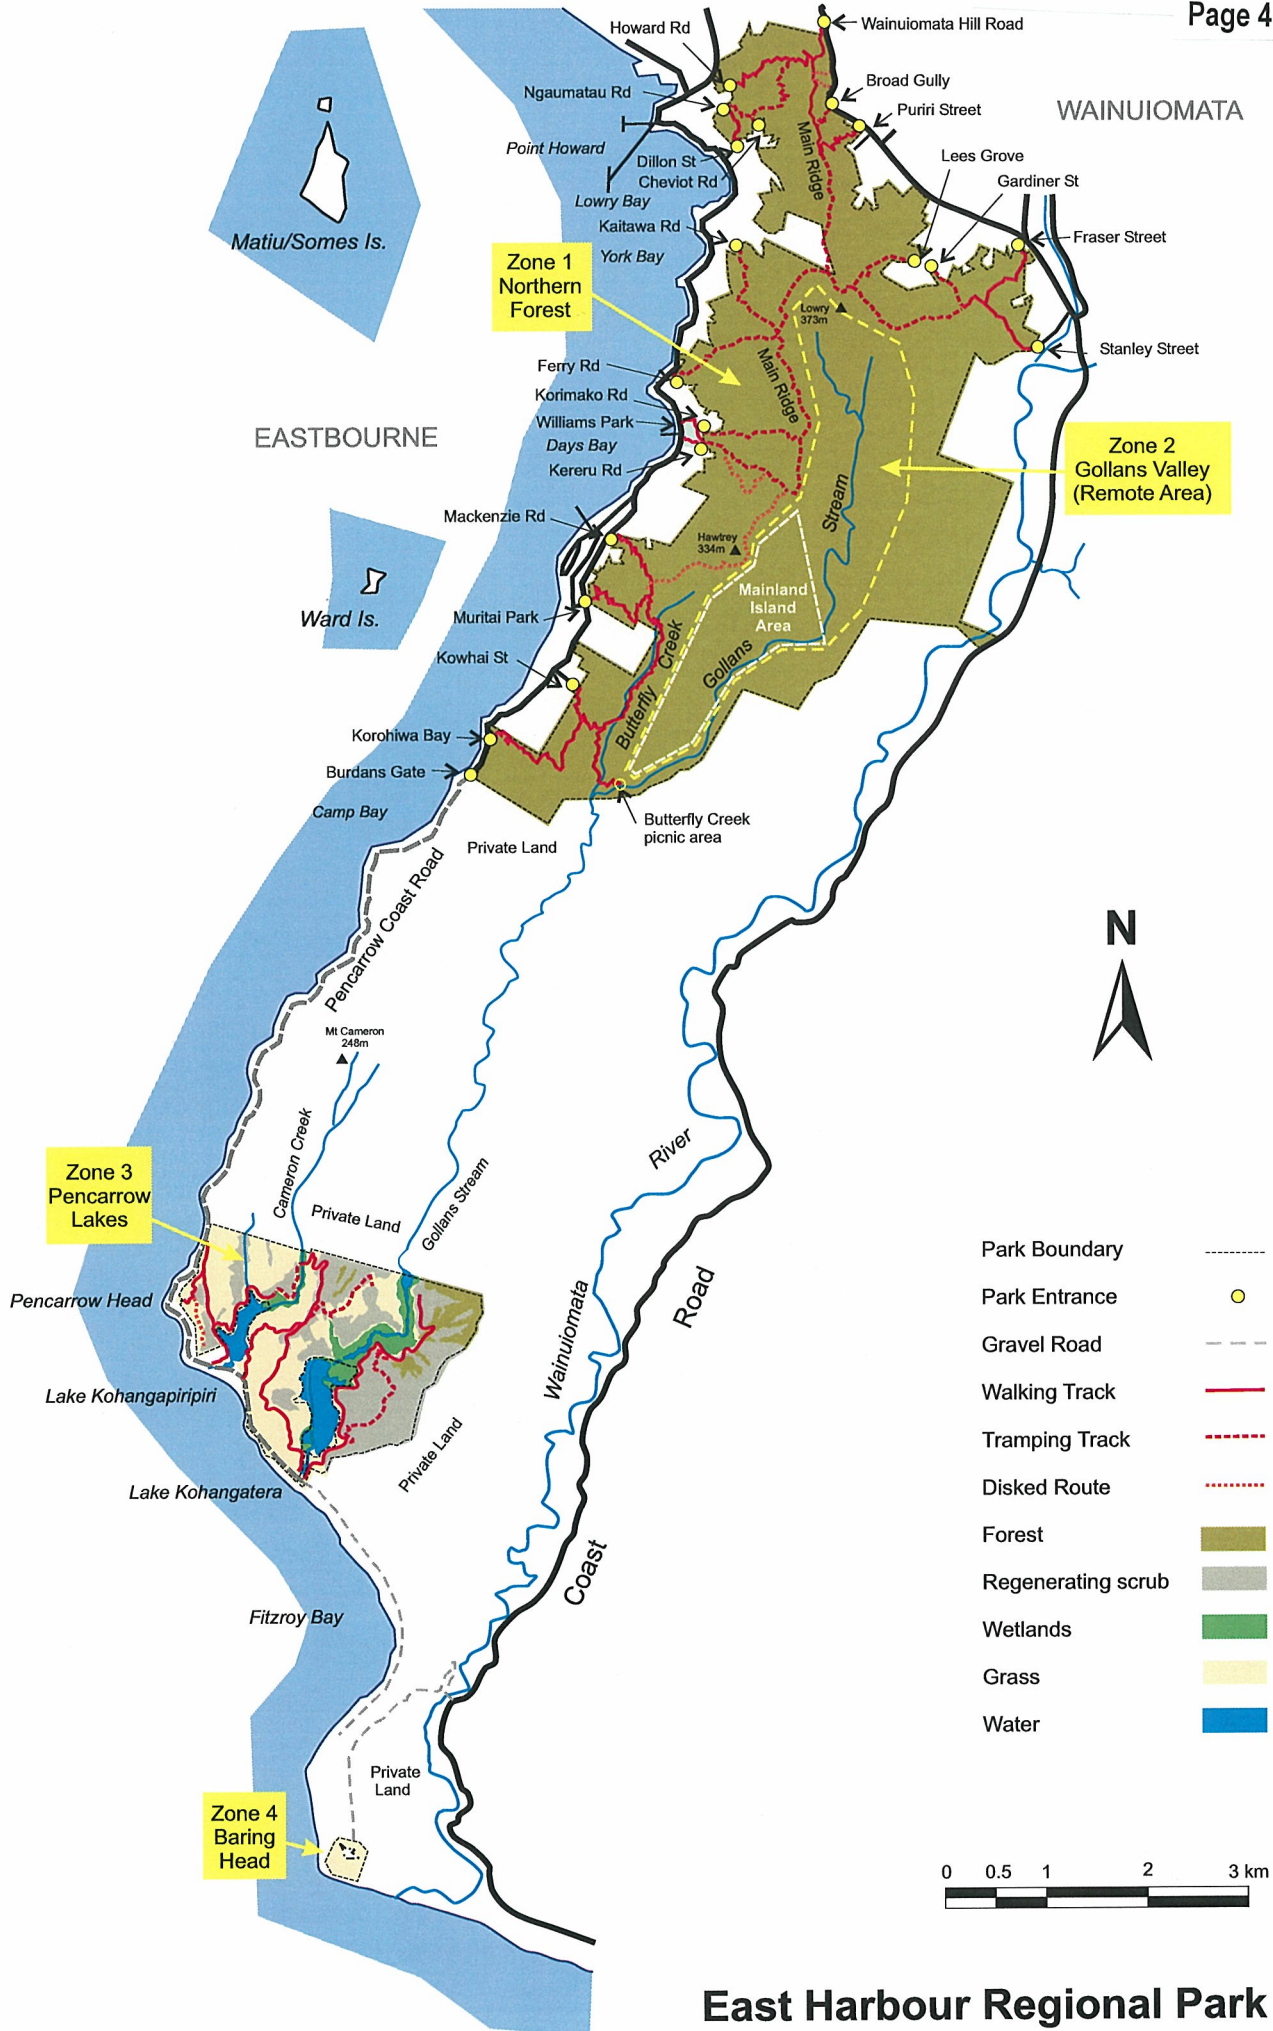 Page 4
Howard Rd
Wainuiomata Hill Road
Ngaumatau Rd
Broad Gully
Puriri Street
WAINUIOMATA
Point Howard
Main Ridge
Dillon St
Cheviot Rd
Lees Grove
Gardiner St
Lowry Bay
Kaitawa Rd
Fraser Street
Matiu/Somes Is.
York Bay
Zone 1
Northern
Forest
Lowry
373m
Stanley Street
Ferry Rd
Main Ridge
Korimako Rd
Williams Park
EASTBOURNE
Days Bay
Kereru Rd
Zone 2
Gollans Valley
(Remote Area)
Stream
Mackenzie Rd
Hawtrey
334m
Mainland
Island
Area
Ward Is.
Muritai Park
Creek
Gollans
Kowhai St
Butterfly
Korohiwa Bay
Burdans Gate
Camp Bay
Butterfly Creek
picnic area
Private Land
Pencarrow Coast Road
N
Mt Cameron
248m
Cameron Creek
River
Zone 3
Pencarrow
Lakes
Private Land
Gollans Stream
Road
Wainuiomata
Pencarrow Head
Lake Kohangapiripiri
Private Land
Lake Kohangatera
Coast
Fitzroy Bay
Private
Land
Zone 4
Baring
Head
Park Boundary
Park Entrance
Gravel Road
Walking Track
Tramping Track
Disked Route
Forest
Regenerating scrub
Wetlands
Grass
Water
0 0.5 1 2 3 km
East Harbour Regional Park